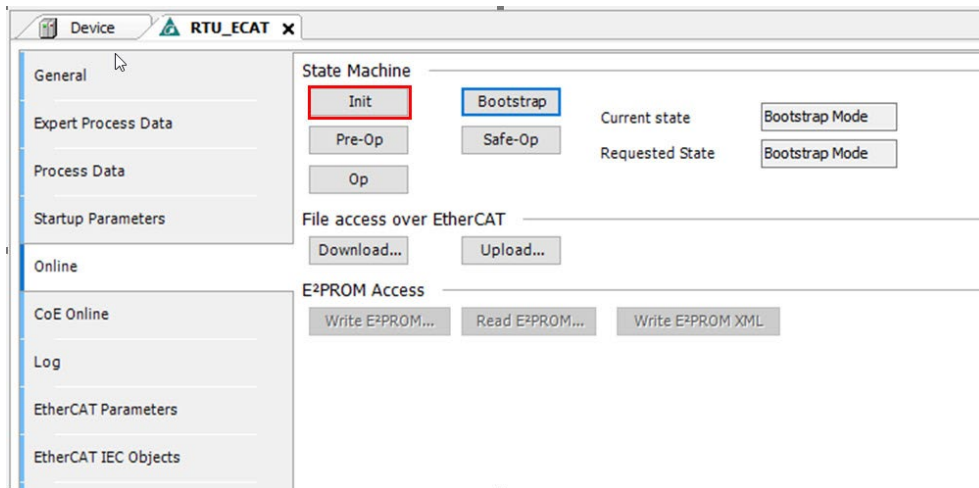 Device
RTU_ECAT
General
Expert Process Data
Process Data
Startup Parameters
Online
CoE Online
Log
EtherCAT Parameters
EtherCAT IEC Objects
State Machine
Init Bootstrap
Pre-Op Safe-Op
Op
Current state Bootstrap Mode
Requested State Bootstrap Mode
File access over EtherCAT
Download... Upload...
E²PROM Access
Write E²PROM... Read E²PROM... Write E²PROM XML